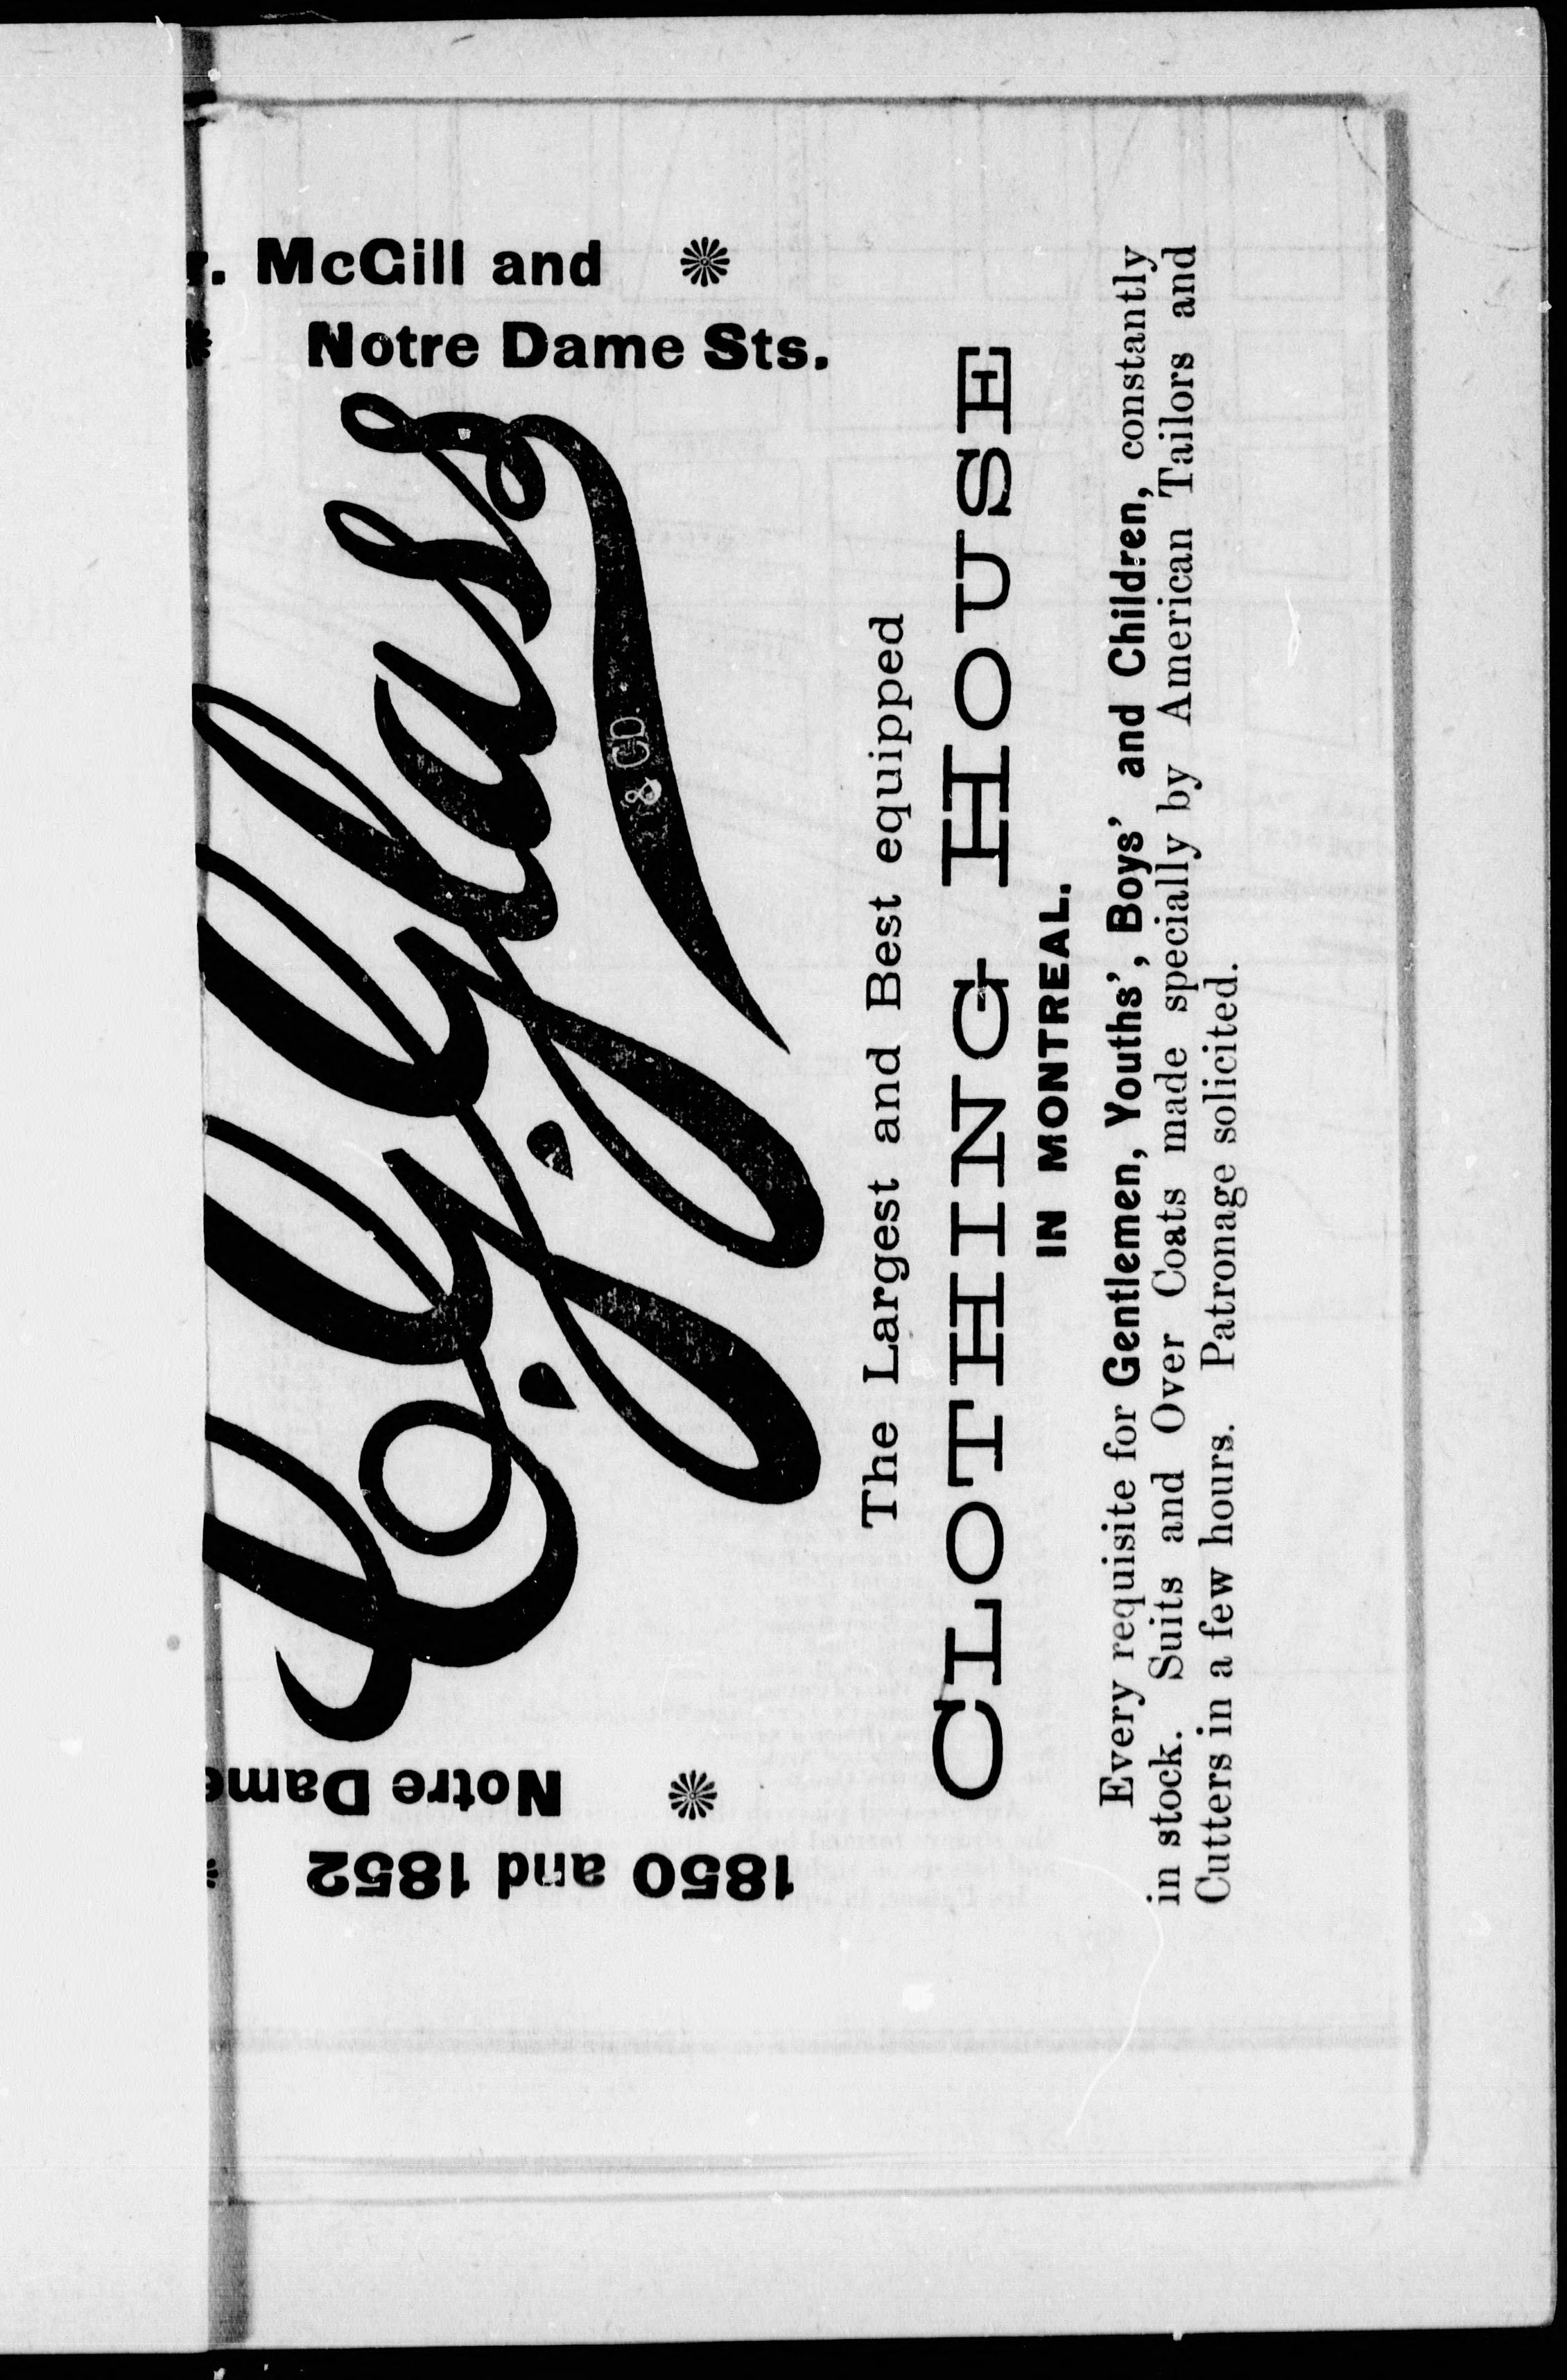 1850 and 1852
Notre Dame
McGill and
Notre Dame Sts.
& CO.
The Largest and Best equipped
CLOTHING HOUSE
IN MONTREAL.
Every requisite for Gentlemen, Youths', Boys' and Children, constantly
in stock. Suits and Over Coats made specially by American Tailors and
Cutters in a few hours. Patronage solicited.